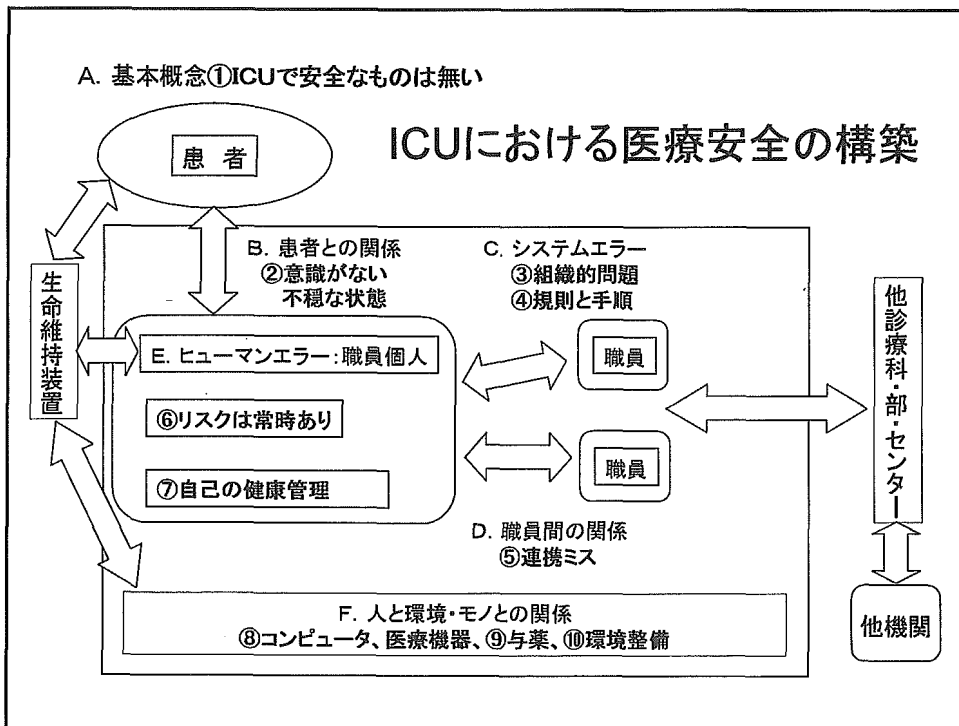 A. 基本概念①ICUで安全なものは無い
ICUにおける医療安全の構築
患者
B. 患者との関係
②意識がない
不穏な状態
C. システムエラー
③組織的問題
④規則と手順
生命維持装置
E. ヒューマンエラー:職員個人
⑥リスクは常時あり
⑦自己の健康管理
職員
職員
D. 職員間の関係
⑤連携ミス
他診療科・部・センター
他機関
F. 人と環境・モノとの関係
⑧コンピュータ、医療機器、⑨与薬、⑩環境整備